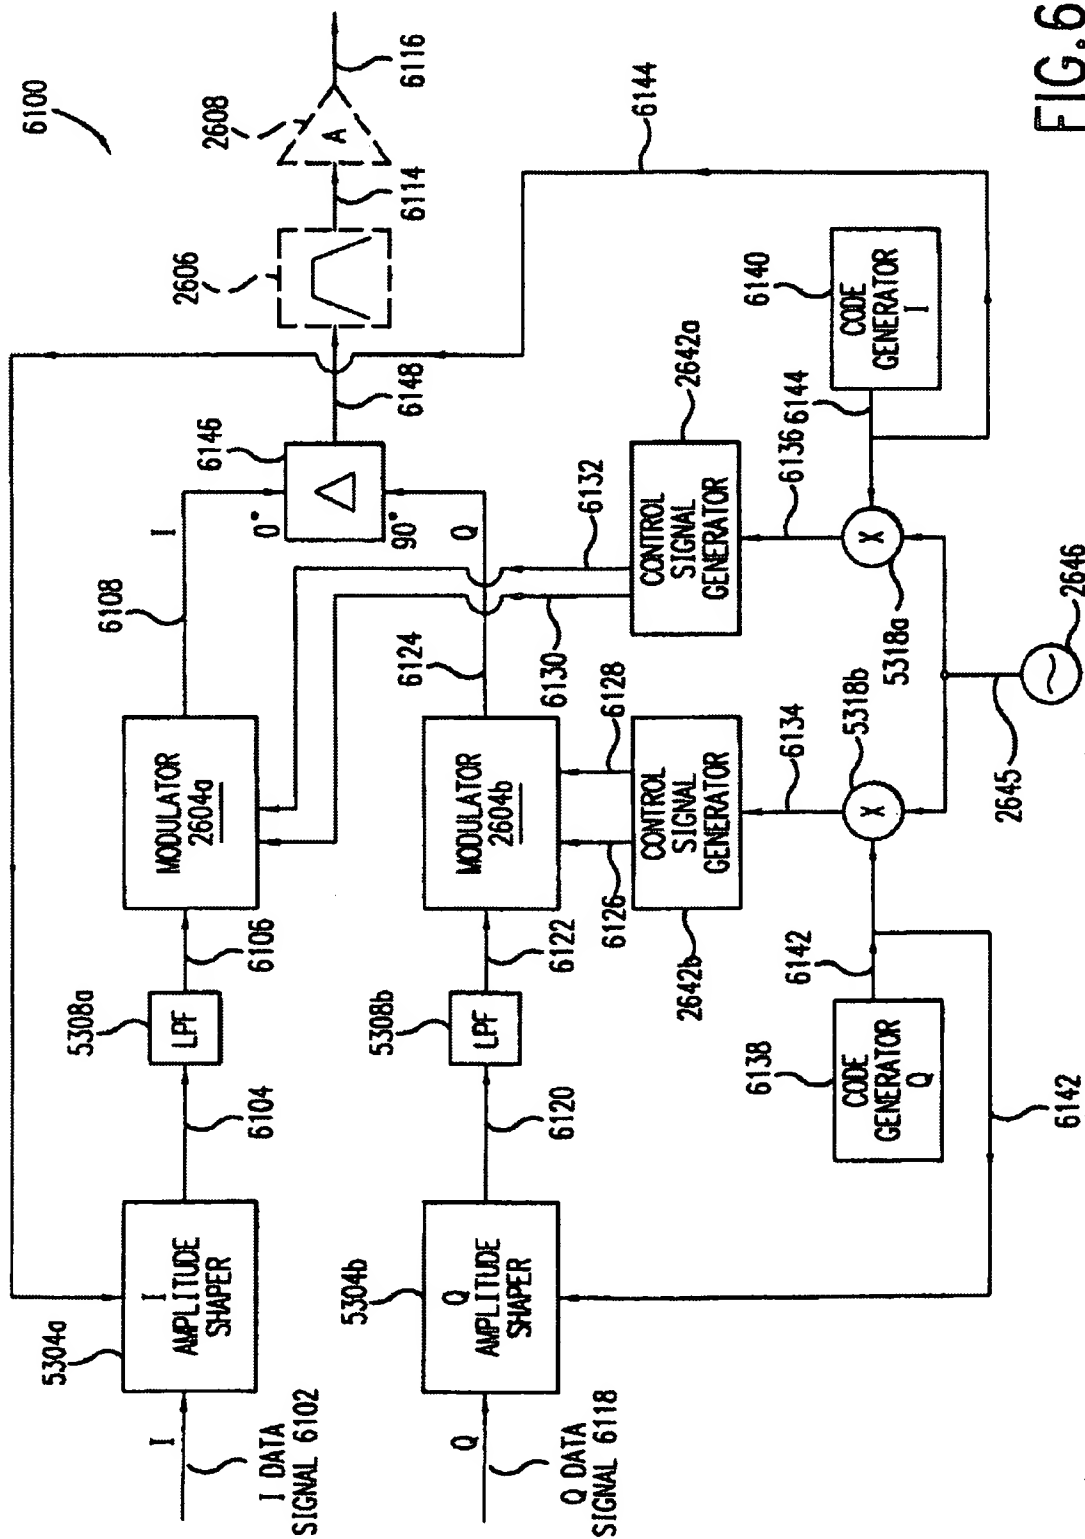 6100
I DATA
SIGNAL 6102
I
5304a
I
AMPLITUDE
SHAPER
6104
5308a
LPF
6106
MODULATOR
2604a
6108
I
0°
6146
6148
2606
6114
2608
A
6116
Q DATA
SIGNAL 6118
Q
5304b
Q
AMPLITUDE
SHAPER
6120
5308b
LPF
6122
MODULATOR
2604b
6124
Q
90°
6126
6128
6130
6132
6144
2642b
CONTROL
SIGNAL
GENERATOR
CONTROL
SIGNAL
GENERATOR
2642a
6134
6136
6138
CODE
GENERATOR
Q
6142
X
5318b
X
5318a
6144
6140
CODE
GENERATOR
I
6142
2645
2646
FIG.6